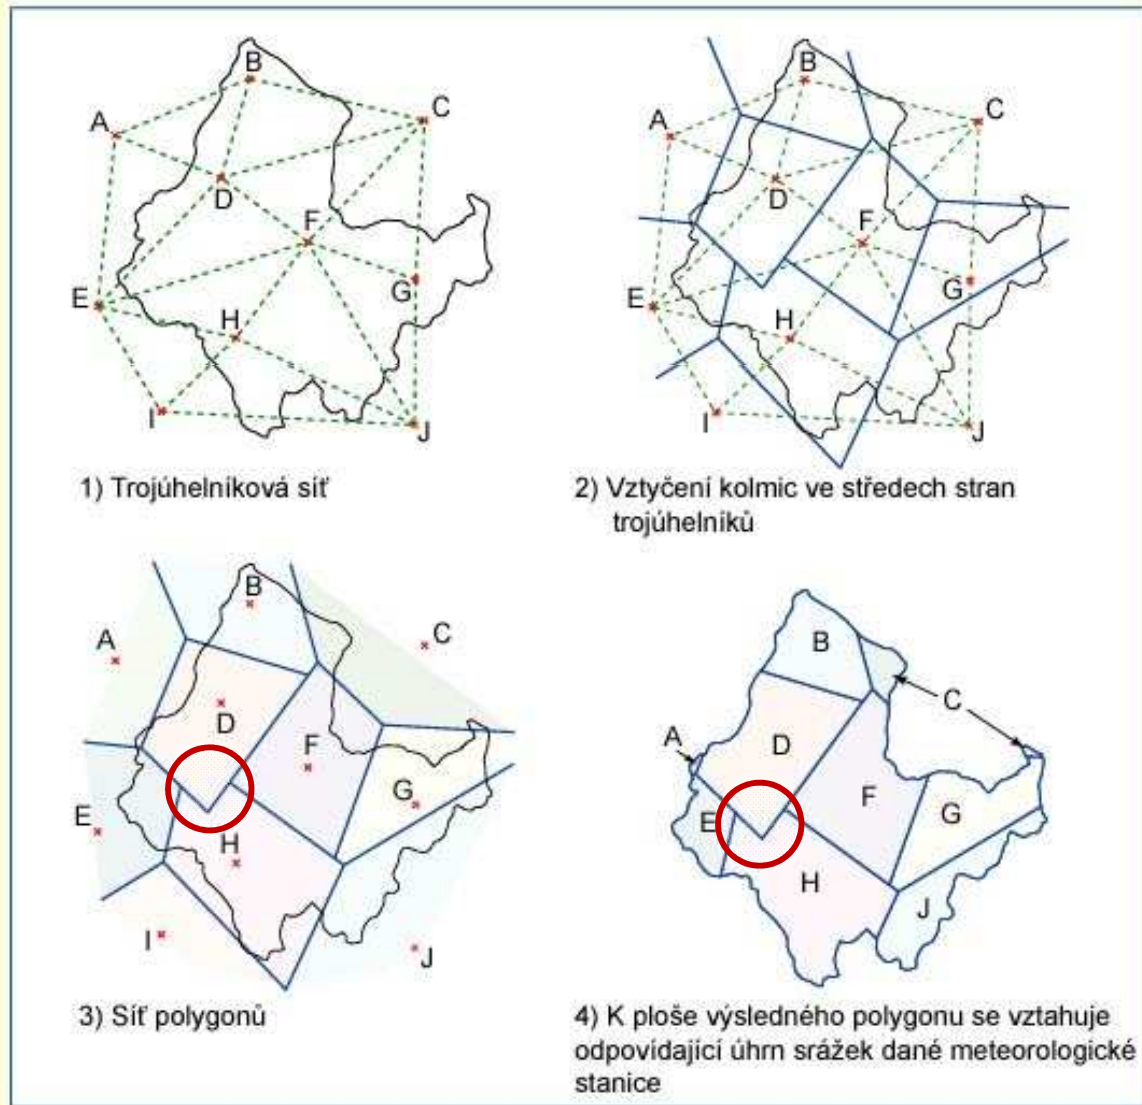 B
C
A
D
F
E
G
H
I
J
1) Trojúhelníková síť
B
C
A
D
F
E
G
H
I
J
2) Vztyčení kolmic ve středech stran
trojúhelníků
B
C
A
D
F
E
G
H
I
J
3) Síť polygonů
B
C
A
D
F
E
G
H
J
4) K ploše výsledného polygonu se vztahuje
odpovídající úhrn srážek dané meteorologické
stanice